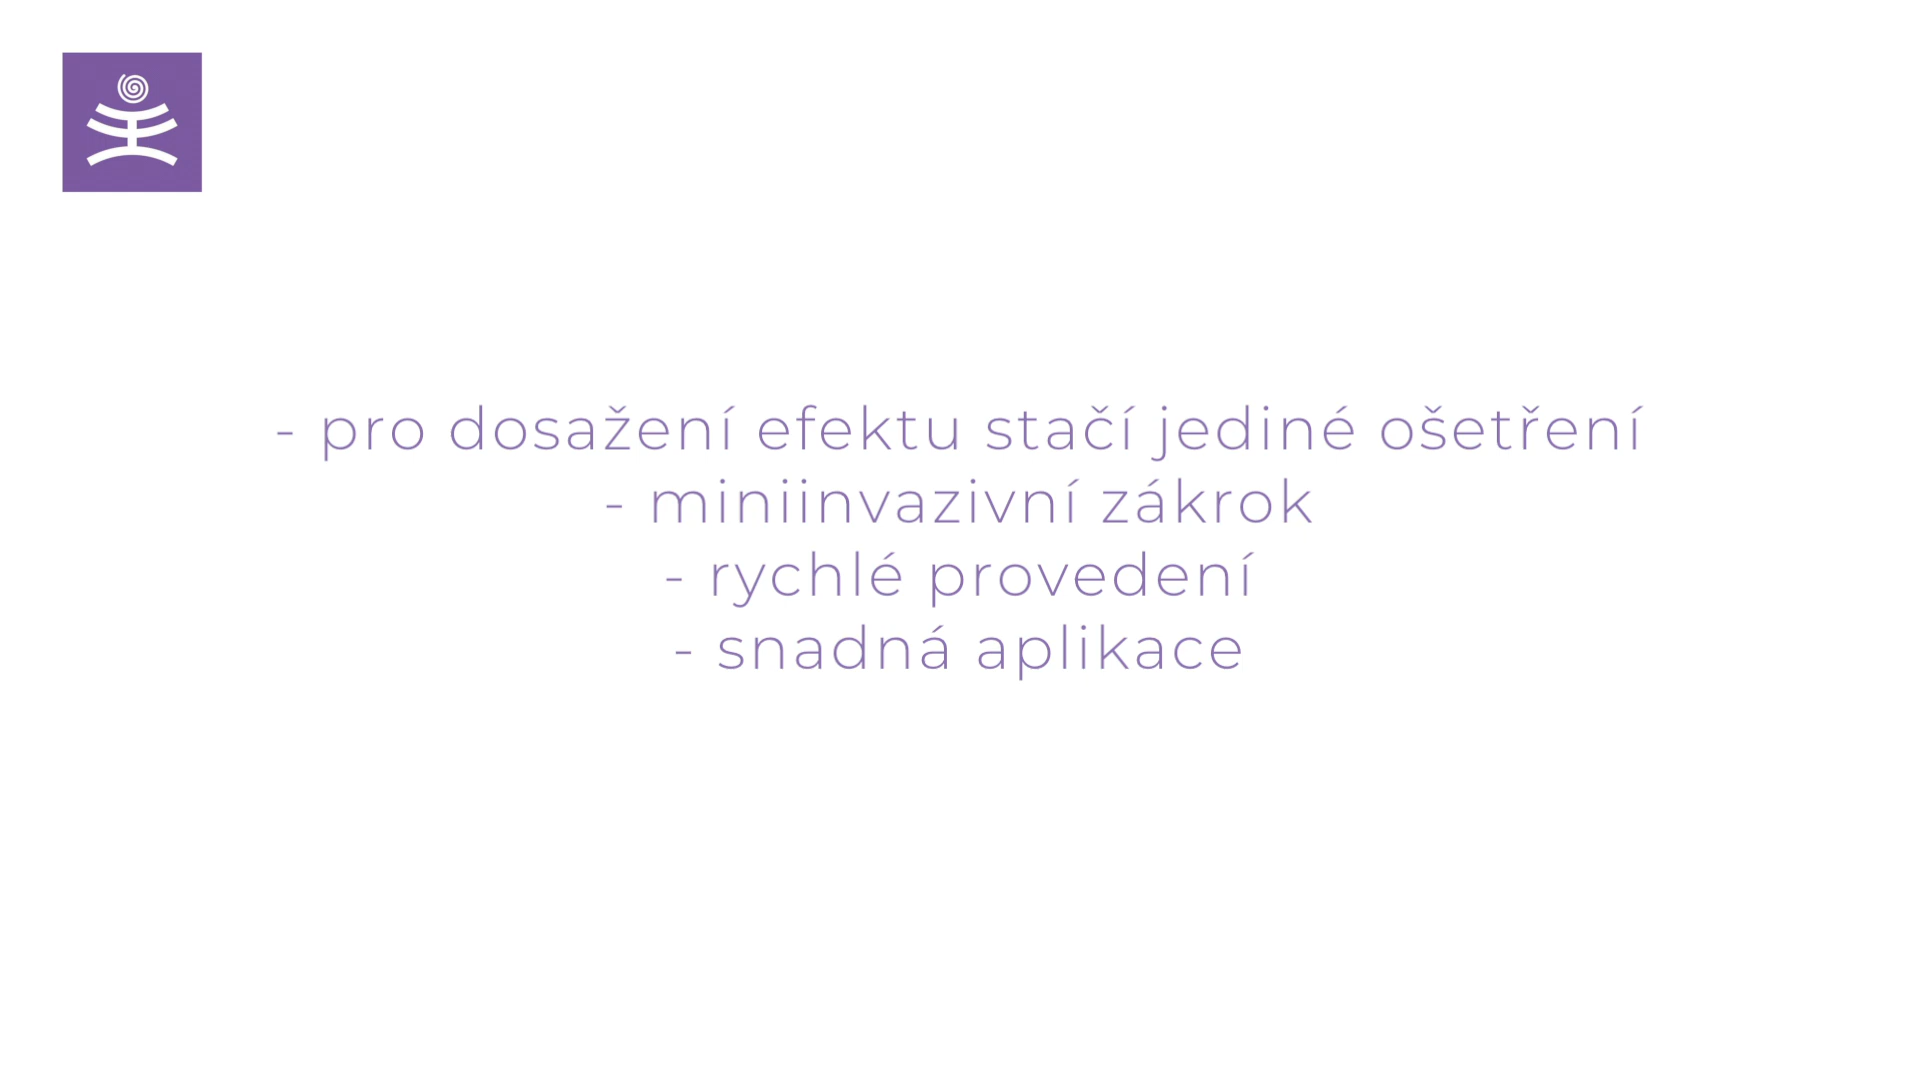 - pro dosažení efektu stačí jediné ošetření
- miniinvazivní zákrok
- rychlé provedení
- snadná aplikace